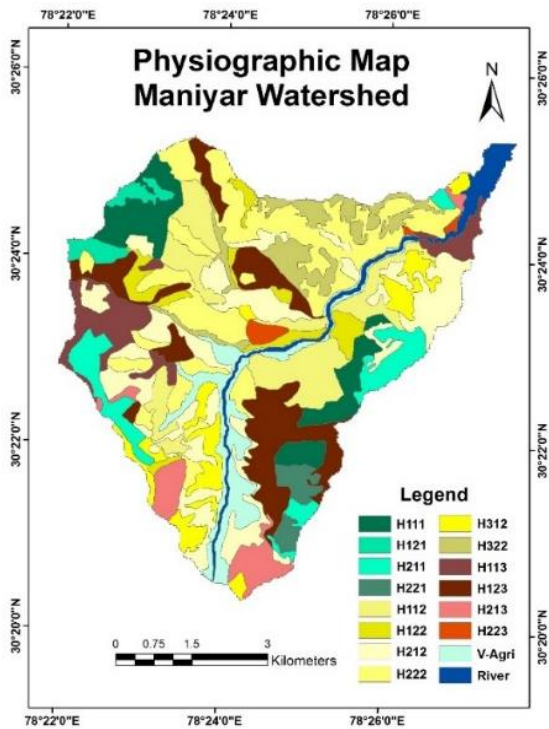 78°22'0"E 78°24'0"E 78°26'0"E
Physiographic Map
Maniyar Watershed
N
30°26'0"N 30°26'0"N
30°24'0"N 30°24'0"N
30°22'0"N 30°22'0"N
30°20'0"N 30°20'0"N
Legend
H111 H312
H121 H322
H211 H113
H221 H123
H112 H213
H122 H223
H212 V-Agri
H222 River
0 0.75 1.5 3
Kilometers
78°22'0"E 78°24'0"E 78°26'0"E